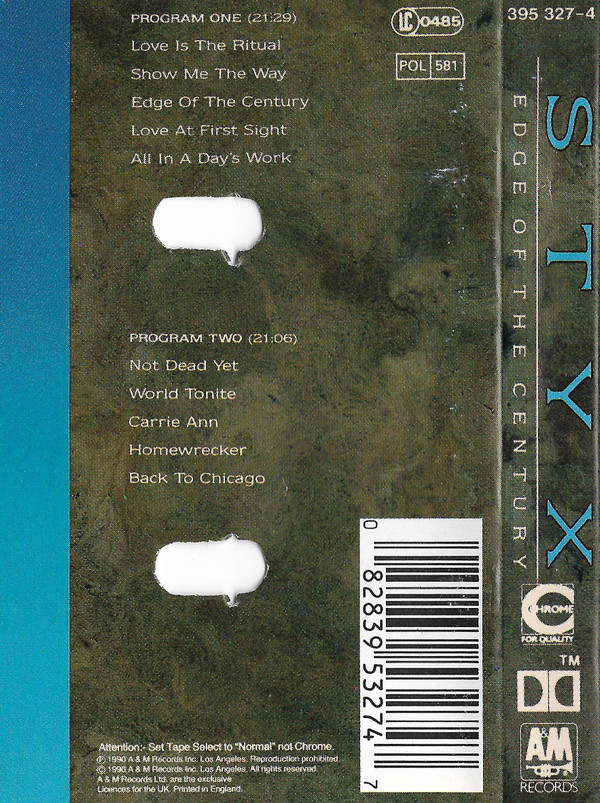 PROGRAM ONE (21:29)
Love Is The Ritual
Show Me The Way
Edge Of The Century
Love At First Sight
All In A Day's Work
LC 0485
POL 581
395 327-4
PROGRAM TWO (21:06)
Not Dead Yet
World Tonite
Carrie Ann
Homewrecker
Back To Chicago
STYX
EDGE OF THE CENTURY
0 82839 53274 7
CHROME
FOR QUALITY
TM
A&M
RECORDS
Attention:- Set Tape Select to "Normal" not Chrome.
℗ 1990 A & M Records Inc. Los Angeles. Reproduction prohibited.
© 1990 A & M Records Inc. Los Angeles. All rights reserved.
A & M Records Ltd. are the exclusive
Licencees for the UK. Printed in England.